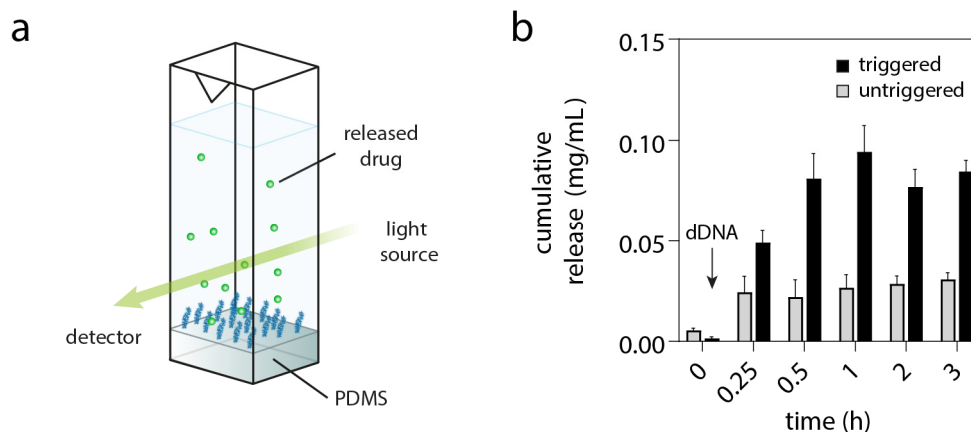 a
released
drug
light
source
detector
PDMS
b
cumulative
release (mg/mL)
0.15
0.10
0.05
0.00
triggered
untriggered
dDNA
0
0.25
0.5
1
2
3
time (h)